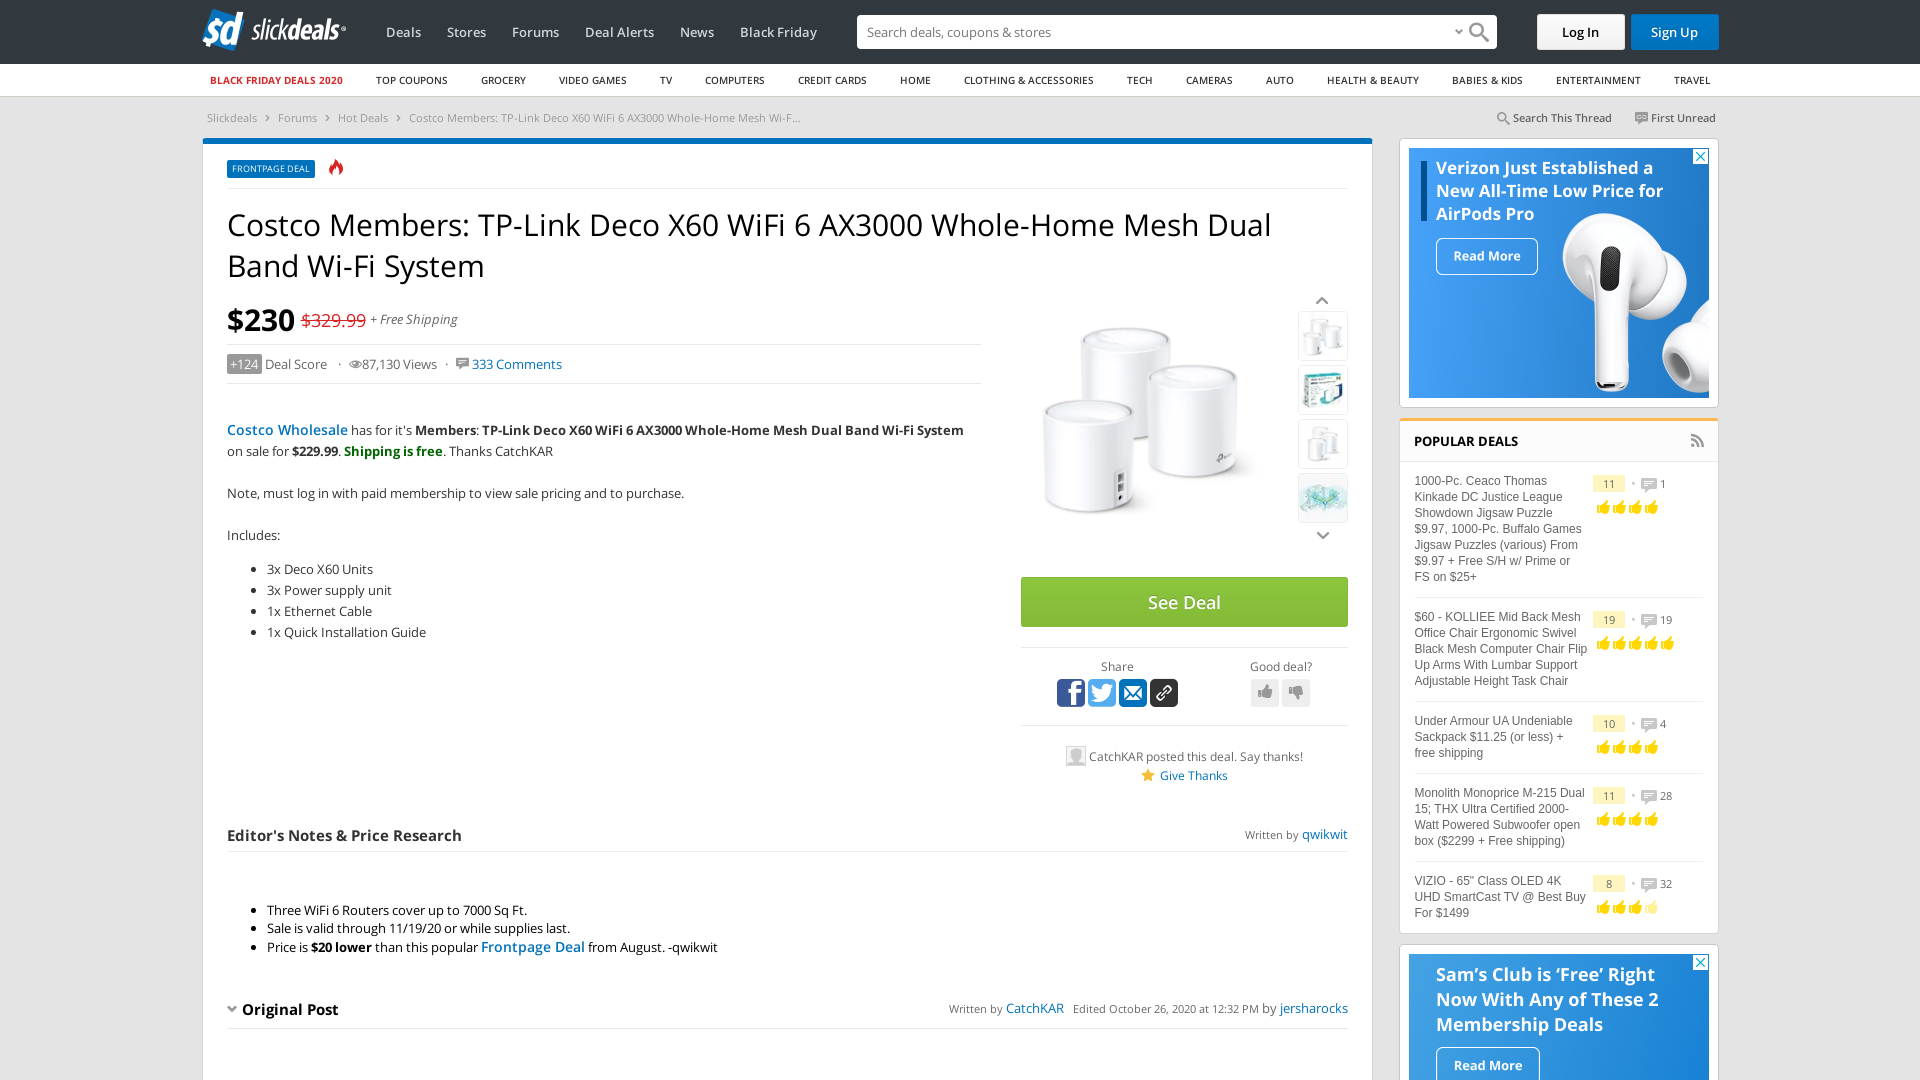 slickdeals
Deals
Stores
Forums
Deal Alerts
News
Black Friday
Search deals, coupons & stores
Log In
Sign Up
BLACK FRIDAY DEALS 2020
TOP COUPONS
GROCERY
VIDEO GAMES
TV
COMPUTERS
CREDIT CARDS
HOME
CLOTHING & ACCESSORIES
TECH
CAMERAS
AUTO
HEALTH & BEAUTY
BABIES & KIDS
ENTERTAINMENT
TRAVEL
Slickdeals › Forums › Hot Deals › Costco Members: TP-Link Deco X60 WiFi 6 AX3000 Whole-Home Mesh Wi-F...
Search This Thread
First Unread
FRONTPAGE DEAL
Costco Members: TP-Link Deco X60 WiFi 6 AX3000 Whole-Home Mesh Dual
Band Wi-Fi System
$230 $329.99 + Free Shipping
+124 Deal Score · 87,130 Views · 333 Comments
Costco Wholesale has for it's Members: TP-Link Deco X60 WiFi 6 AX3000 Whole-Home Mesh Dual Band Wi-Fi System
on sale for $229.99. Shipping is free. Thanks CatchKAR
Note, must log in with paid membership to view sale pricing and to purchase.
Includes:
3x Deco X60 Units
3x Power supply unit
1x Ethernet Cable
1x Quick Installation Guide
See Deal
Share
Good deal?
CatchKAR posted this deal. Say thanks!
Give Thanks
Editor's Notes & Price Research
Written by qwikwit
Three WiFi 6 Routers cover up to 7000 Sq Ft.
Sale is valid through 11/19/20 or while supplies last.
Price is $20 lower than this popular Frontpage Deal from August. -qwikwit
Original Post
Written by CatchKAR Edited October 26, 2020 at 12:32 PM by jersharocks
Verizon Just Established a
New All-Time Low Price for
AirPods Pro
Read More
POPULAR DEALS
1000-Pc. Ceaco Thomas
Kinkade DC Justice League
Showdown Jigsaw Puzzle
$9.97, 1000-Pc. Buffalo Games
Jigsaw Puzzles (various) From
$9.97 + Free S/H w/ Prime or
FS on $25+
11 • 1
$60 - KOLLIEE Mid Back Mesh
Office Chair Ergonomic Swivel
Black Mesh Computer Chair Flip
Up Arms With Lumbar Support
Adjustable Height Task Chair
19 • 19
Under Armour UA Undeniable
Sackpack $11.25 (or less) +
free shipping
10 • 4
Monolith Monoprice M-215 Dual
15; THX Ultra Certified 2000-
Watt Powered Subwoofer open
box ($2299 + Free shipping)
11 • 28
VIZIO - 65" Class OLED 4K
UHD SmartCast TV @ Best Buy
For $1499
8 • 32
Sam's Club is 'Free' Right
Now With Any of These 2
Membership Deals
Read More